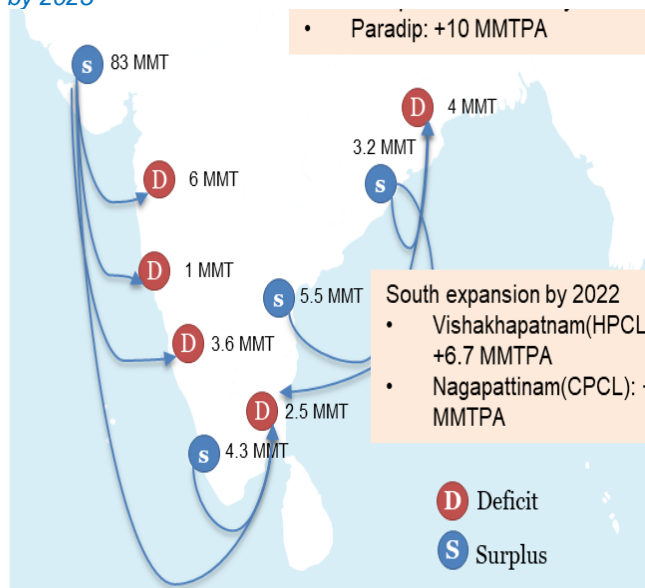 by 2025
• Paradip: +10 MMTPA
S 83 MMT
D 4 MMT
3.2 MMT
S
D 6 MMT
D 1 MMT
S 5.5 MMT
South expansion by 2022
• Vishakhapatnam(HPCL
+6.7 MMTPA
• Nagapattinam(CPCL):
MMTPA
D 3.6 MMT
D 2.5 MMT
S 4.3 MMT
D Deficit
S Surplus